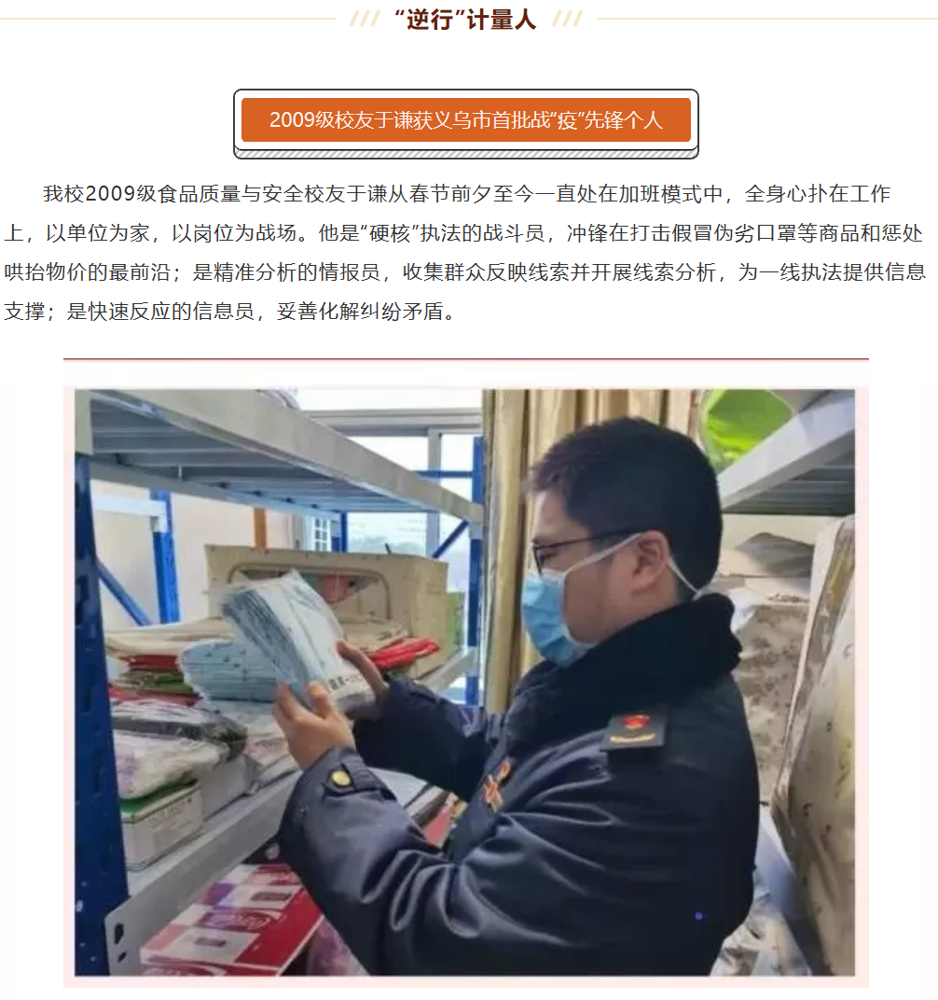 “逆行”计量人
2009级校友于谦获义乌市首批战“疫”先锋个人
我校2009级食品质量与安全校友于谦从春节前夕至今一直处在加班模式中，全身心扑在工作
上，以单位为家，以岗位为战场。他是“硬核”执法的战斗员，冲锋在打击假冒伪劣口罩等商品和惩处
哄抬物价的最前沿；是精准分析的情报员，收集群众反映线索并开展线索分析，为一线执法提供信息
支撑；是快速反应的信息员，妥善化解纠纷矛盾。